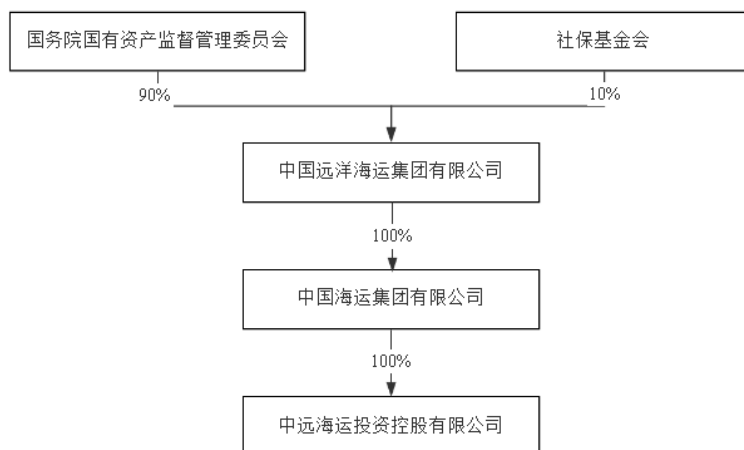 国务院国有资产监督管理委员会
社保基金会
90%
10%
中国远洋海运集团有限公司
100%
中国海运集团有限公司
100%
中远海运投资控股有限公司